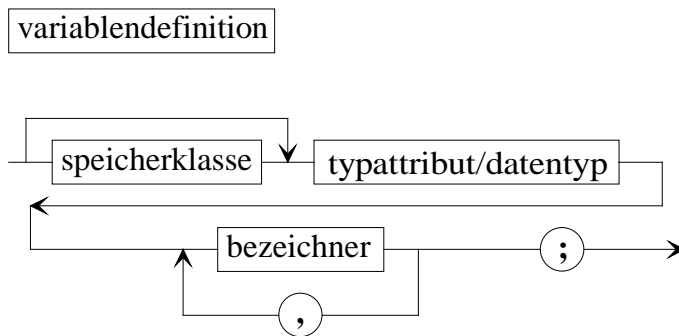 variablendefinition
speicherklasse typattribut/datentyp
bezeichner ;
,